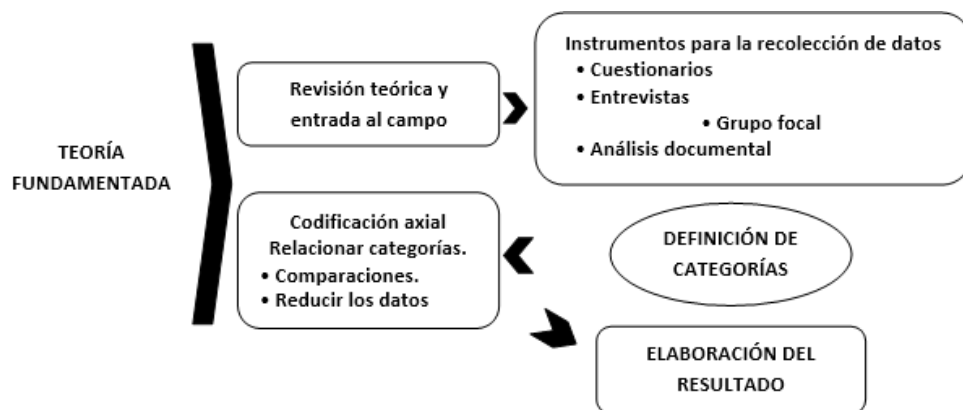 TEORÍA
FUNDAMENTADA
Revisión teórica y
entrada al campo
Instrumentos para la recolección de datos
• Cuestionarios
• Entrevistas
• Grupo focal
• Análisis documental
Codificación axial
Relacionar categorías.
• Comparaciones.
• Reducir los datos
DEFINICIÓN DE
CATEGORÍAS
ELABORACIÓN DEL
RESULTADO